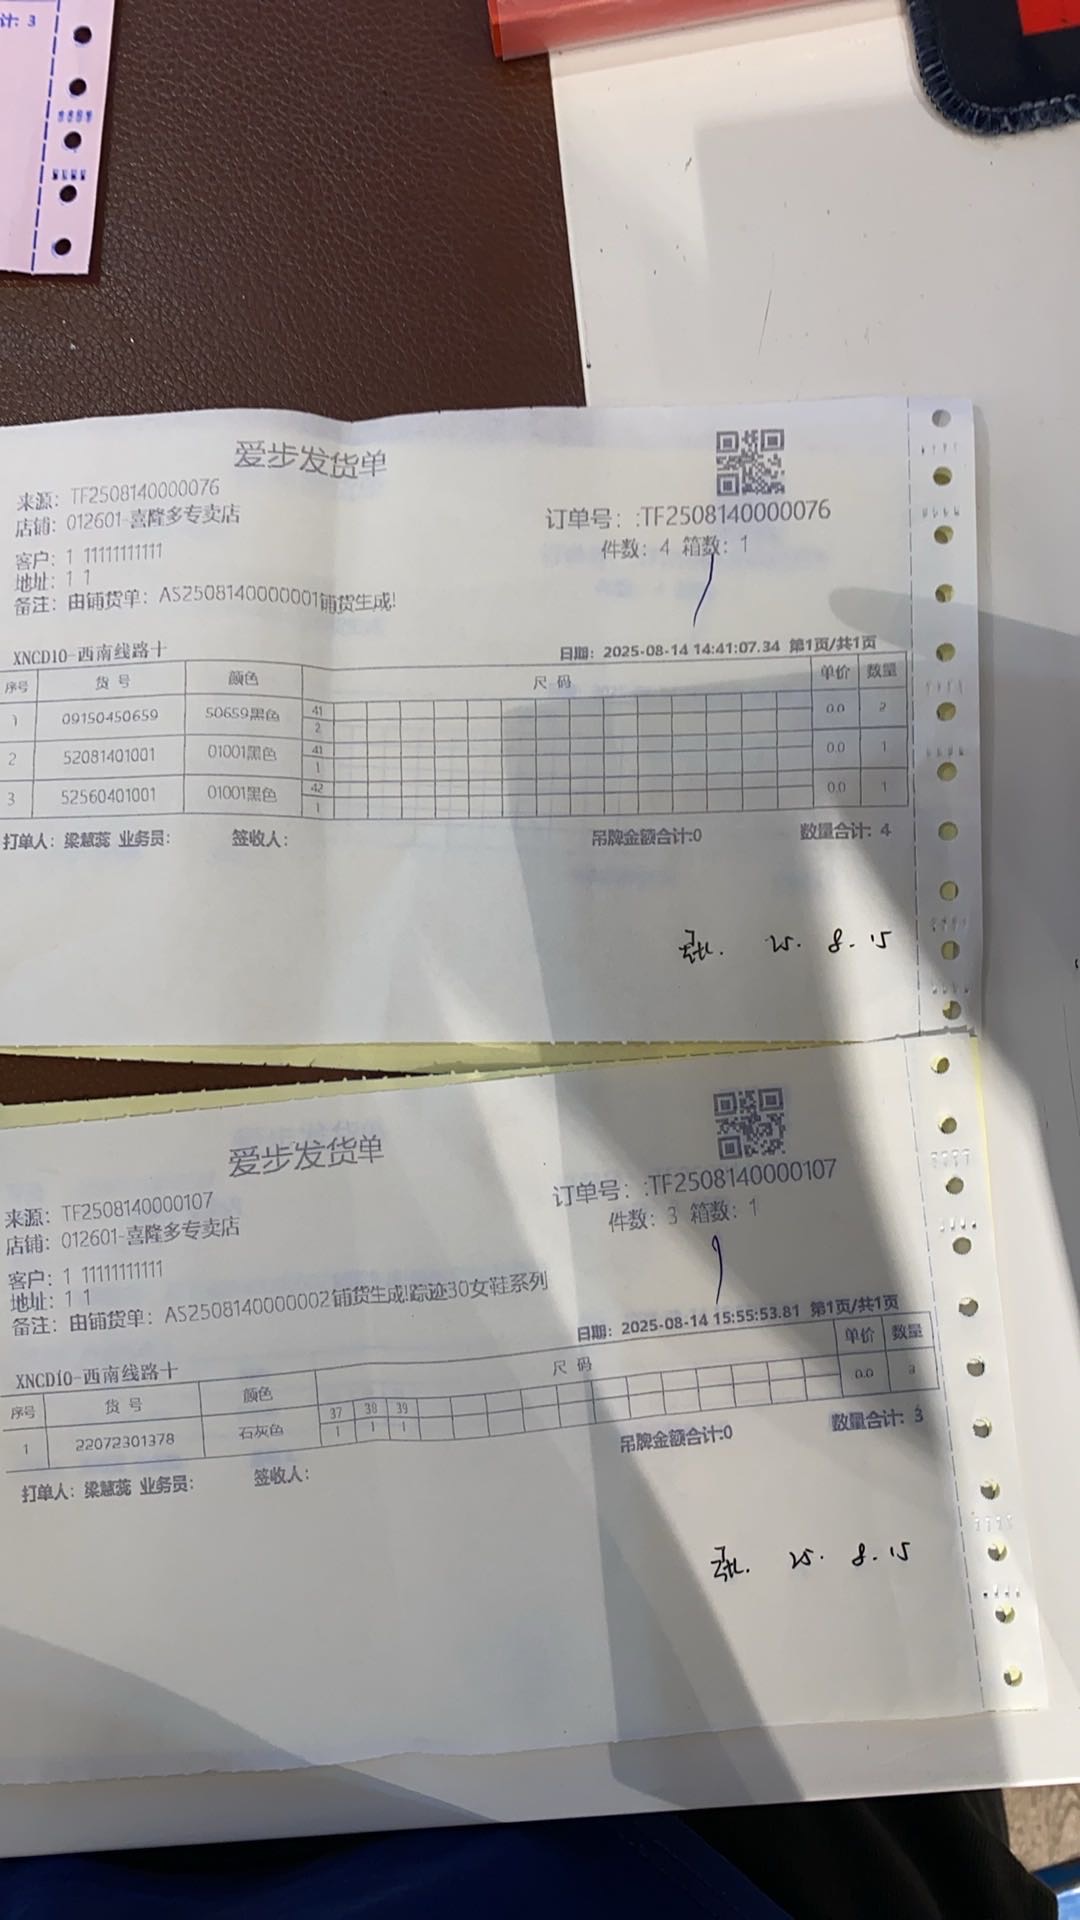 计: 3
爱步发货单
来源: TF2508140000076
店铺: 012601-喜隆多专卖店
订单号: :TF2508140000076
件数: 4 箱数: 1
客户: 1 11111111111
地址: 1 1
备注: 由铺货单: AS2508140000001铺货生成!
XNCD10-西南线路十
日期: 2025-08-14 14:41:07.34 第1页/共1页
序号 货号 颜色 尺码 单价 数量
1 09150450659 50659黑色 41 0.0 2
2
2 52081401001 01001黑色 41 0.0 1
1
3 52560401001 01001黑色 42 0.0 1
1
打单人: 梁慧蕊 业务员: 签收人: 吊牌金额合计:0 数量合计: 4
25. 8. 15
爱步发货单
来源: TF2508140000107
店铺: 012601-喜隆多专卖店
订单号: :TF2508140000107
件数: 3 箱数: 1
客户: 1 11111111111
地址: 1 1
备注: 由铺货单: AS2508140000002铺货生成!踪迹30女鞋系列
XNCD10-西南线路十
日期: 2025-08-14 15:55:53.81 第1页/共1页
序号 货号 颜色 尺码 单价 数量
1 22072301378 石灰色 37 38 39 0.0 3
1 1 1
打单人: 梁慧蕊 业务员: 签收人: 吊牌金额合计:0 数量合计: 3
25. 8. 15